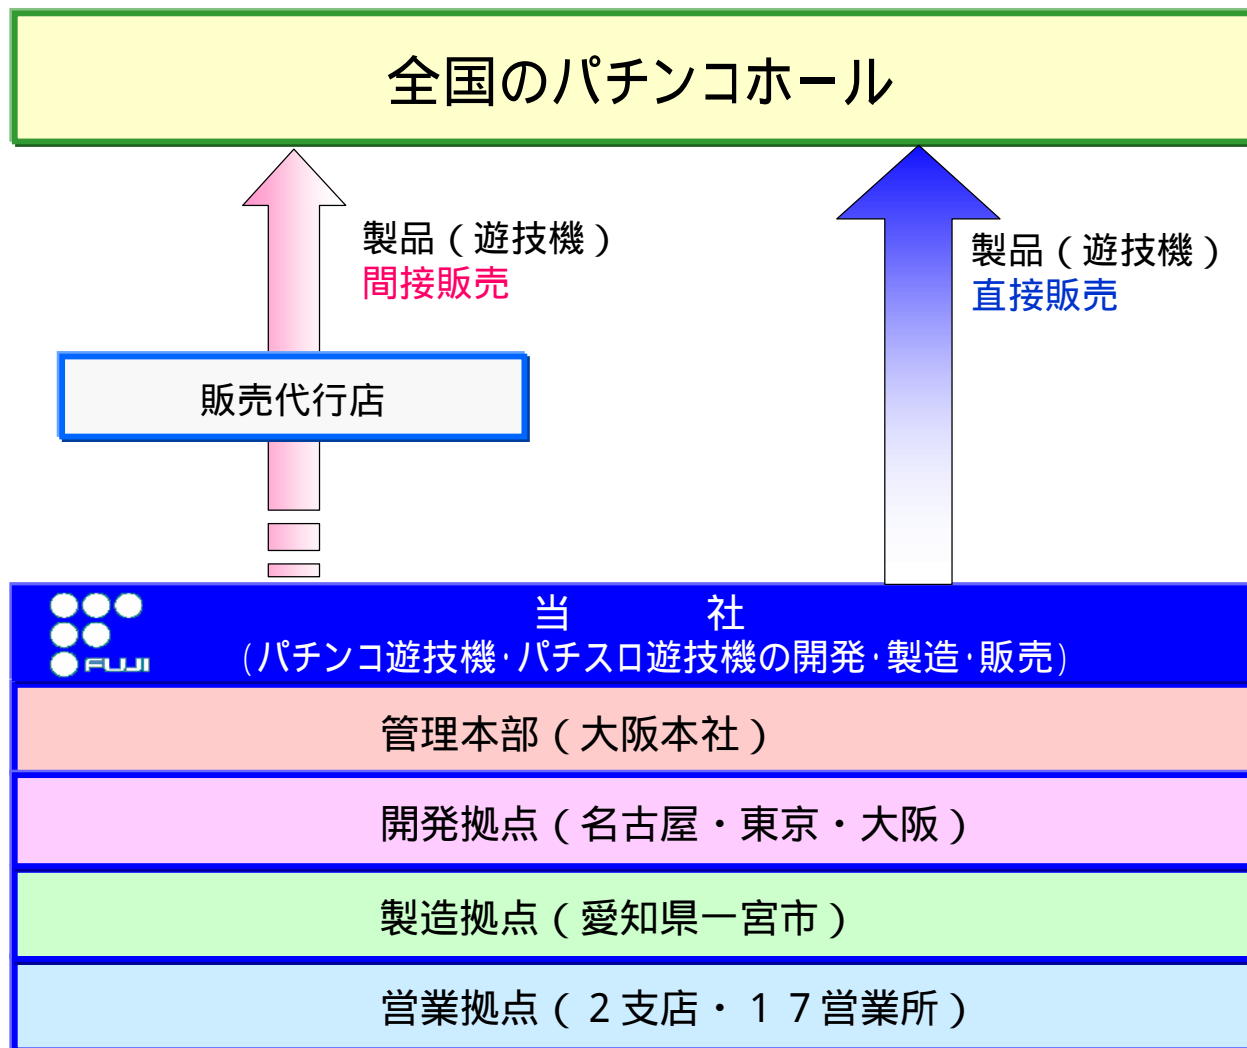 全国のパチンコホール
製品（遊技機）
間接販売
製品（遊技機）
直接販売
販売代行店
FUJI
当　　　社
（パチンコ遊技機・パチスロ遊技機の開発・製造・販売）
管理本部（大阪本社）
開発拠点（名古屋・東京・大阪）
製造拠点（愛知県一宮市）
営業拠点（２支店・１７営業所）